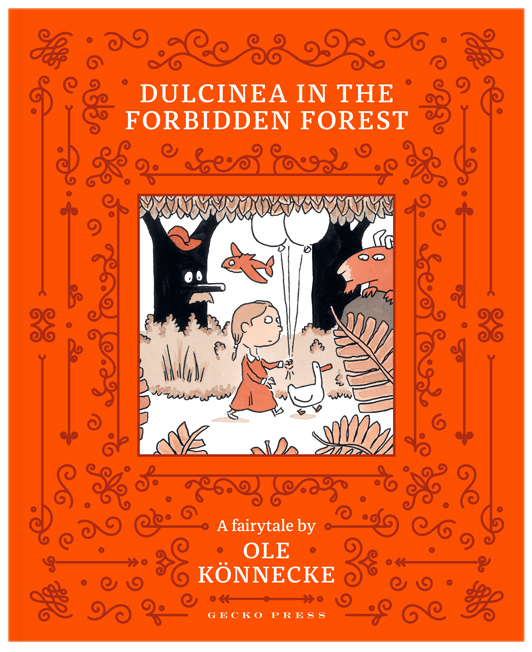 DULCINEA IN THE
FORBIDDEN FOREST
A fairytale by
OLE
KÖNNECKE
GECKO PRESS